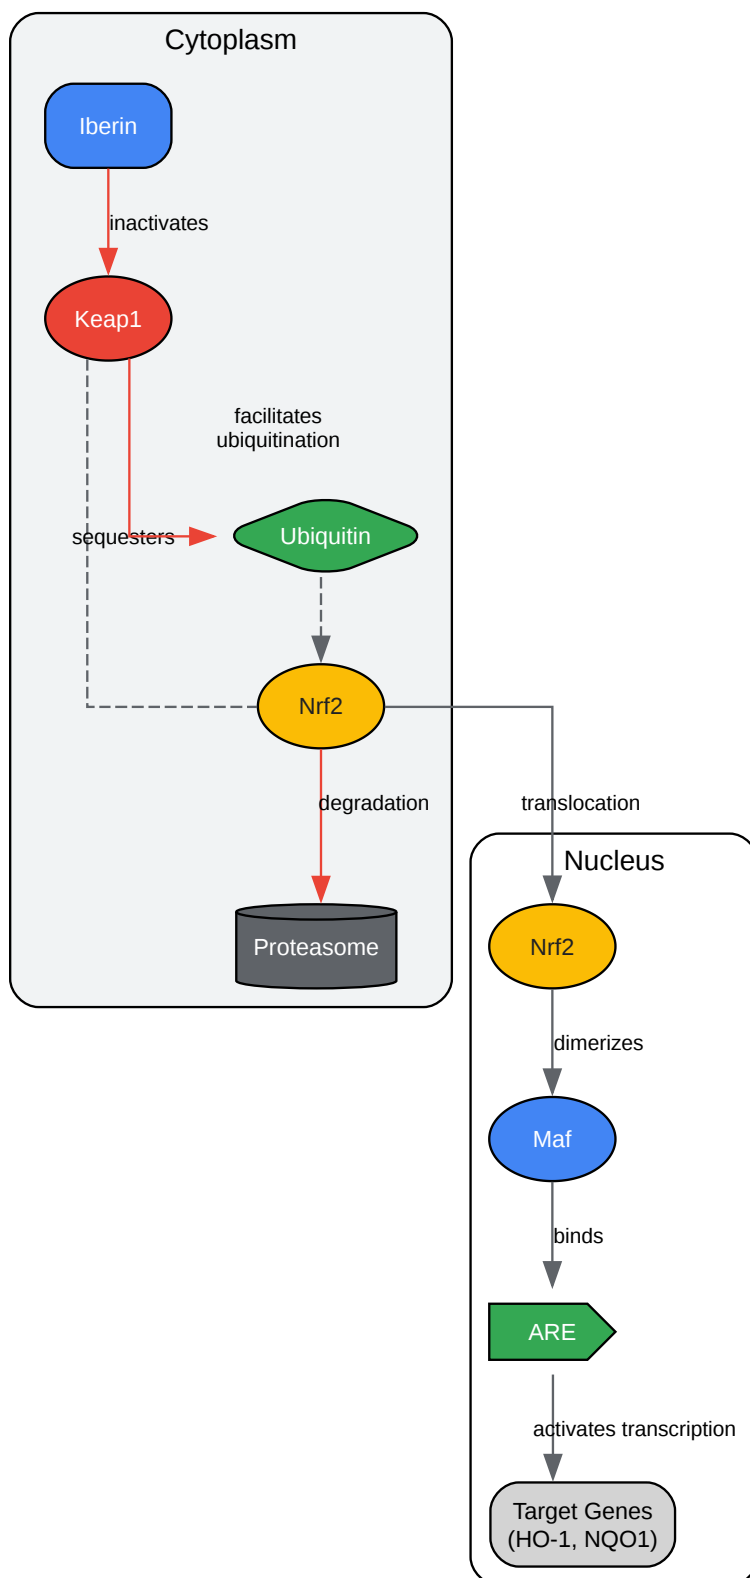 Cytoplasm
Iberin
inactivates
Keap1
facilitates
ubiquitination
sequesters
Ubiquitin
Nrf2
degradation
translocation
Proteasome
Nucleus
Nrf2
dimerizes
Maf
binds
ARE
activates transcription
Target Genes
(HO-1, NQO1)